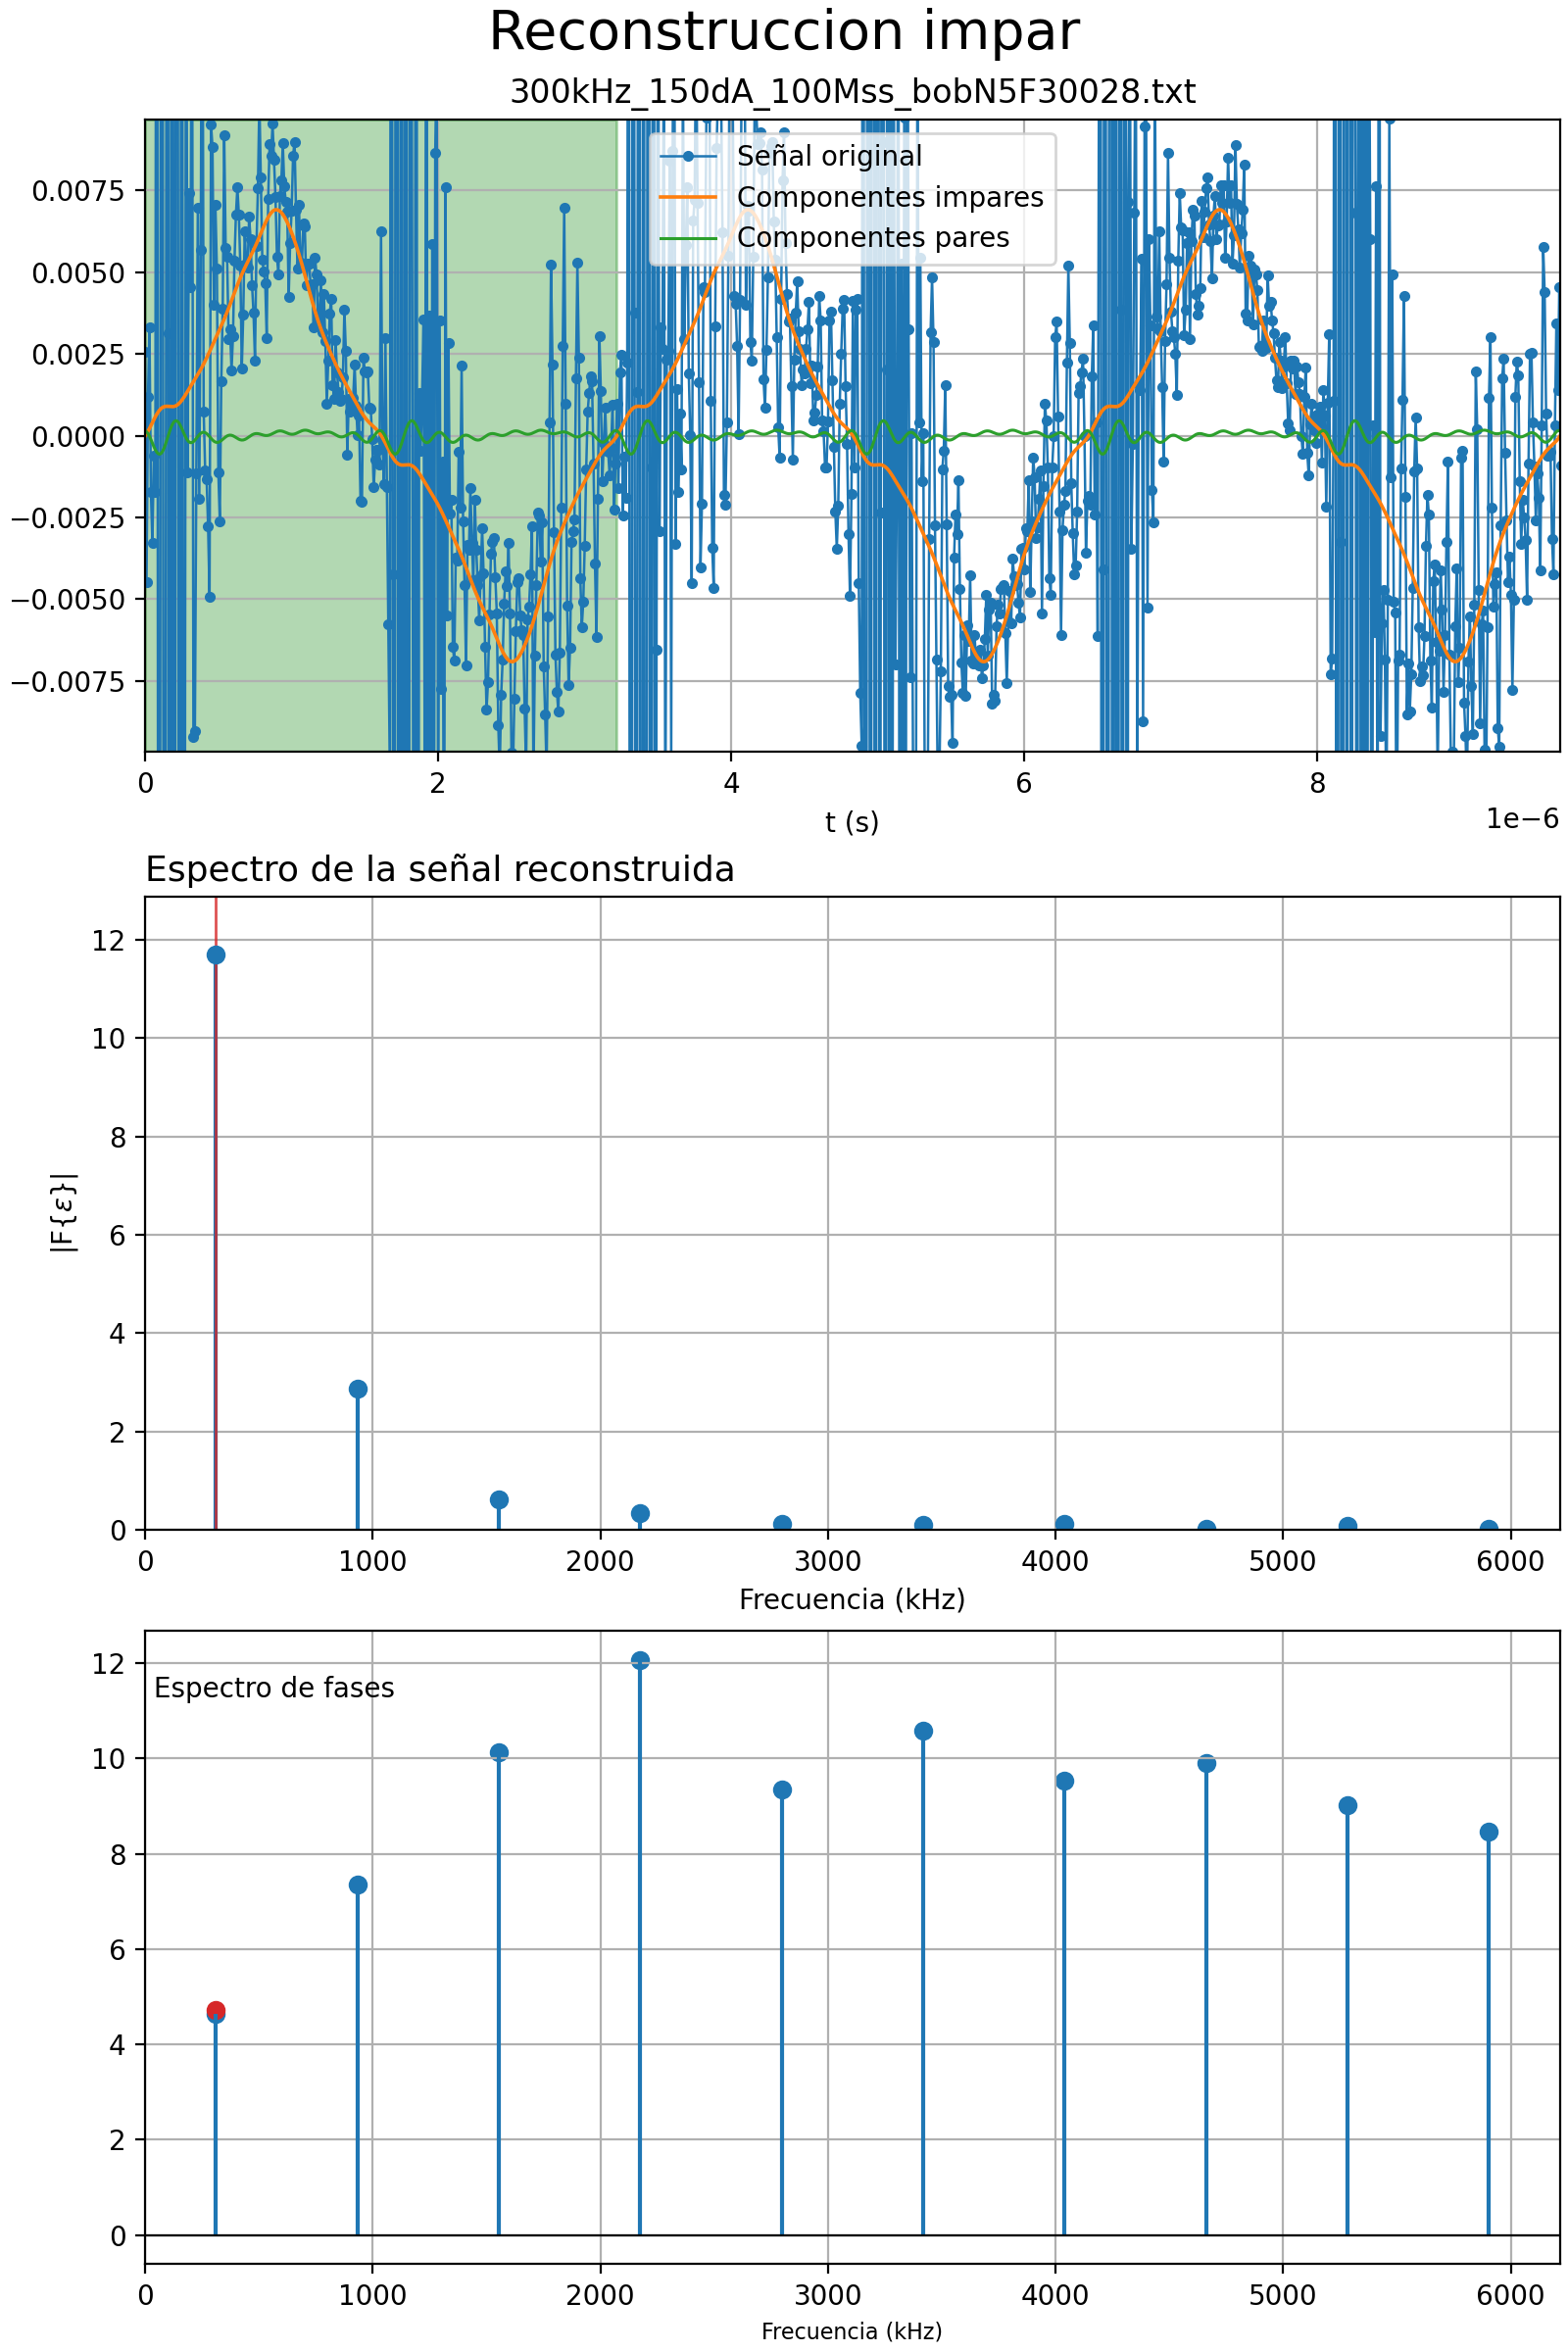 Reconstruccion impar
300kHz_150dA_100Mss_bobN5F30028.txt
Señal original
Componentes impares
Componentes pares
0.0075
0.0050
0.0025
0.0000
−0.0025
−0.0050
−0.0075
0 2 4 6 8
t (s)
1e−6
Espectro de la señal reconstruida
12
10
8
6
4
2
0
|F{ε}|
0 1000 2000 3000 4000 5000 6000
Frecuencia (kHz)
Espectro de fases
12
10
8
6
4
2
0
0 1000 2000 3000 4000 5000 6000
Frecuencia (kHz)